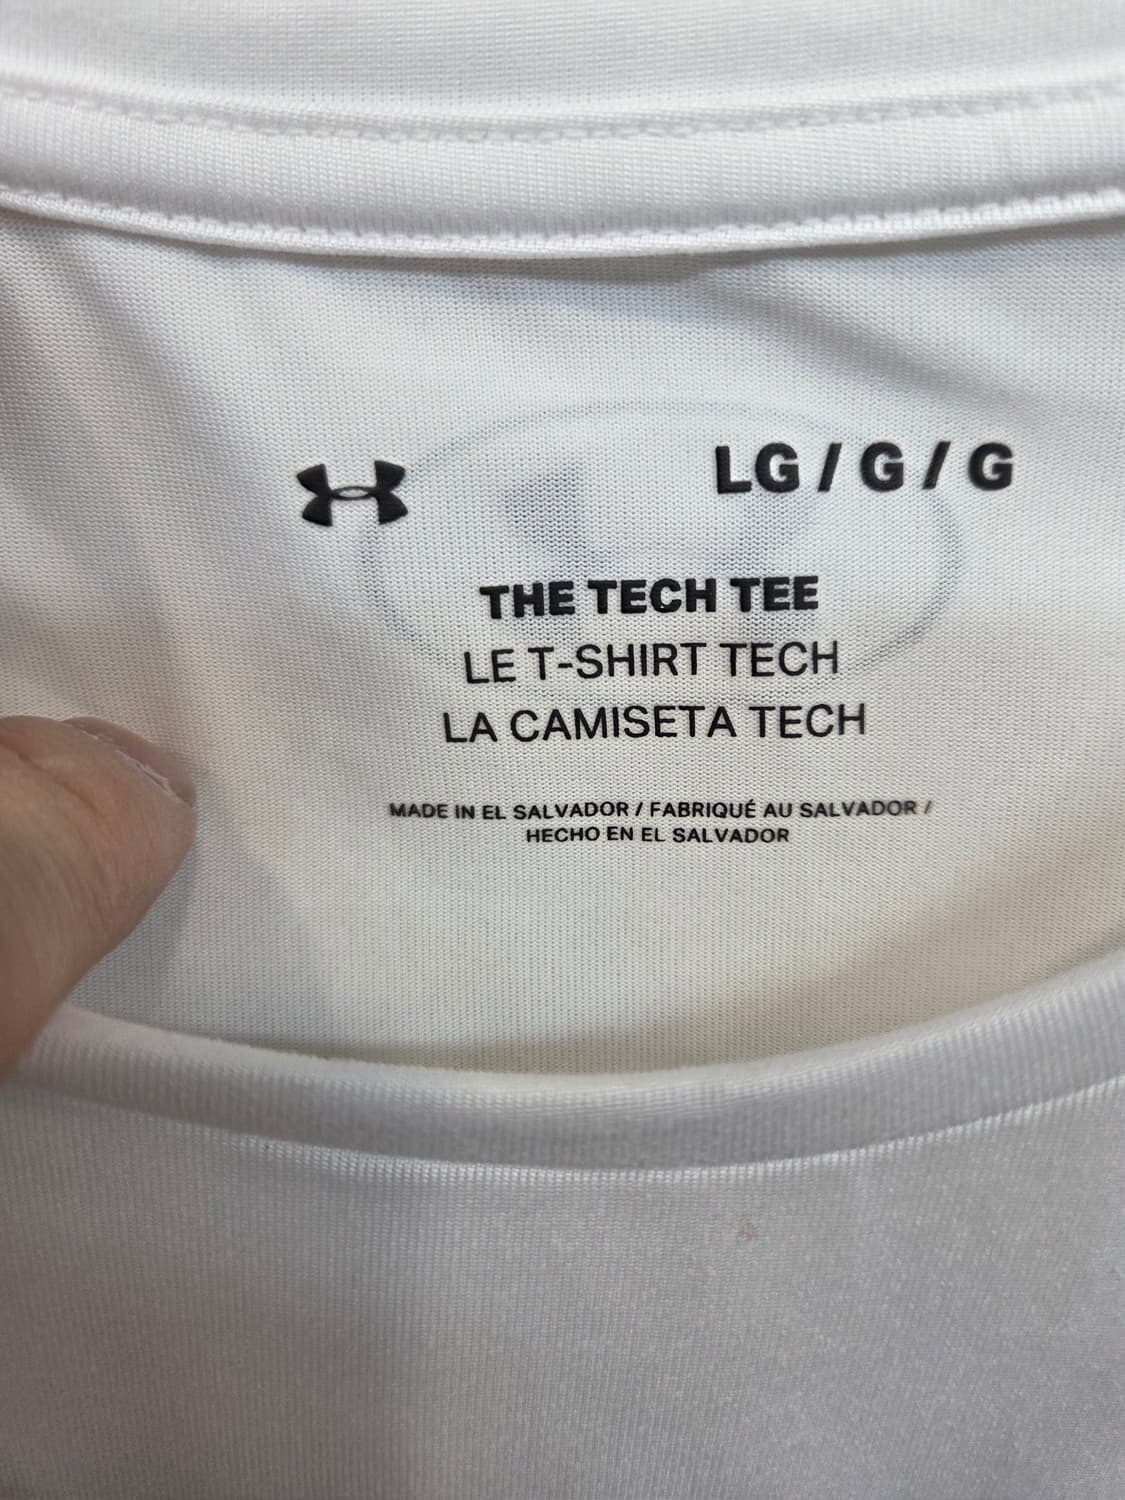 LG / G / G
THE TECH TEE
LE T-SHIRT TECH
LA CAMISETA TECH
MADE IN EL SALVADOR / FABRIQUÉ AU SALVADOR /
HECHO EN EL SALVADOR